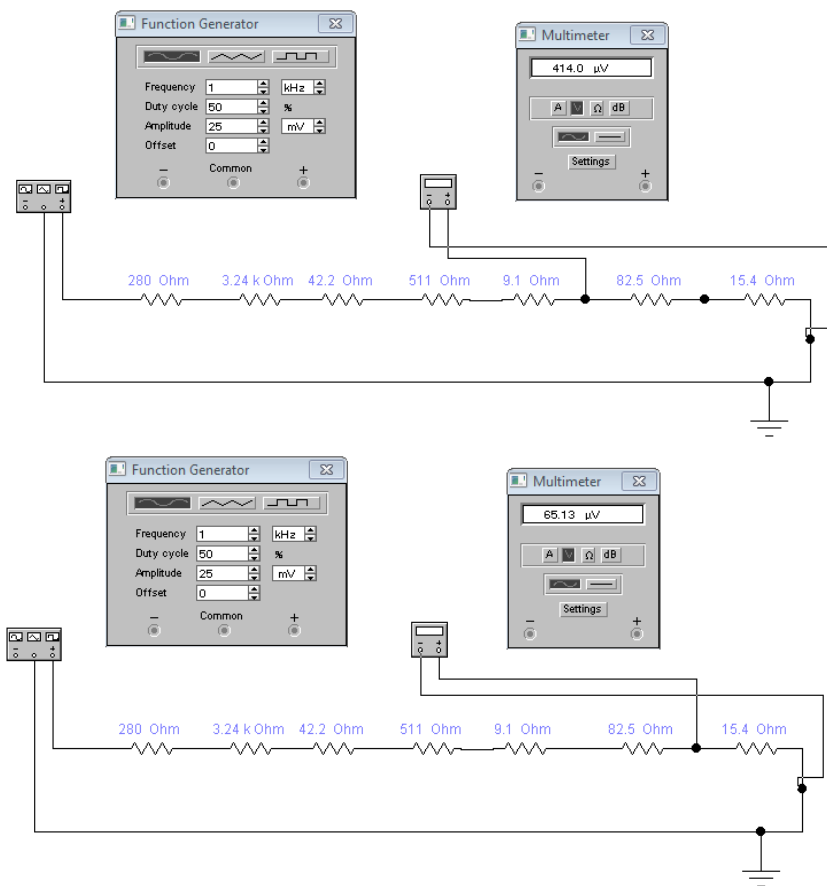 Function Generator
Multimeter
414.0 µV
Frequency 1 kHz
Duty cycle 50 %
Amplitude 25 mV
Offset 0
− Common +
A V Ω dB
Settings
− +
− +
− +
280 Ohm 3.24 k Ohm 42.2 Ohm 511 Ohm 9.1 Ohm 82.5 Ohm 15.4 Ohm
Function Generator
Multimeter
65.13 µV
Frequency 1 kHz
Duty cycle 50 %
Amplitude 25 mV
Offset 0
− Common +
A V Ω dB
Settings
− +
− +
− +
280 Ohm 3.24 k Ohm 42.2 Ohm 511 Ohm 9.1 Ohm 82.5 Ohm 15.4 Ohm